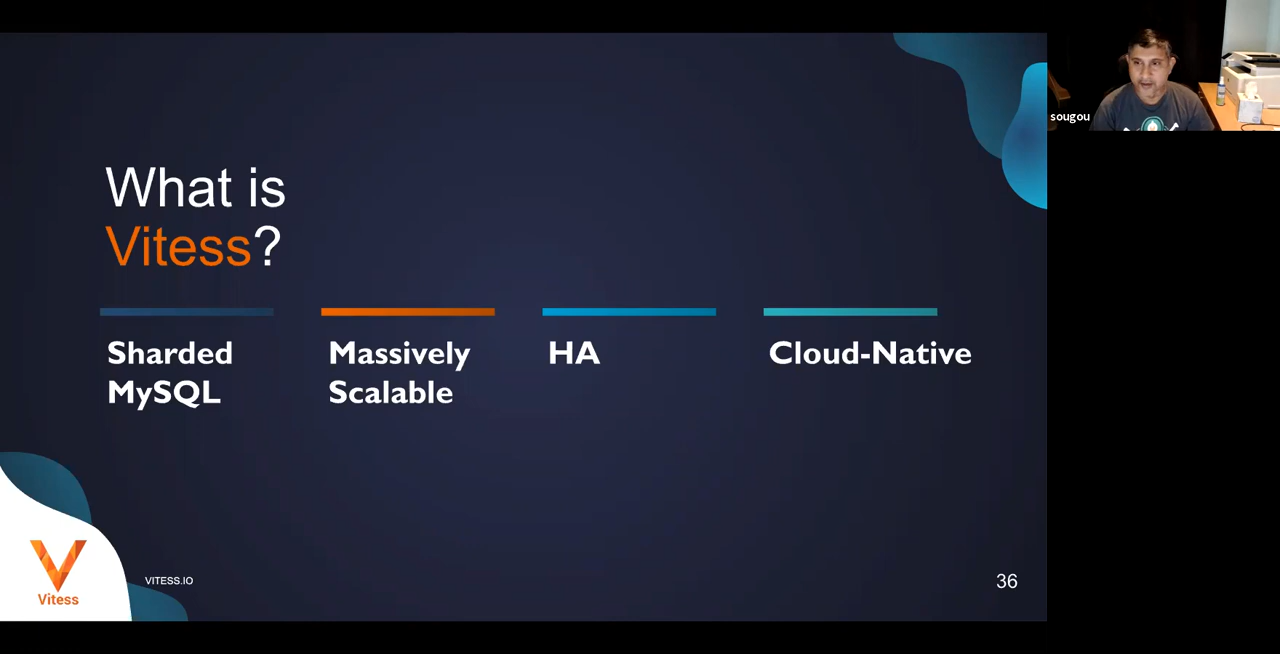 What is
Vitess?
Sharded
MySQL
Massively
Scalable
HA
Cloud-Native
Vitess
VITESS.IO
36
sougou